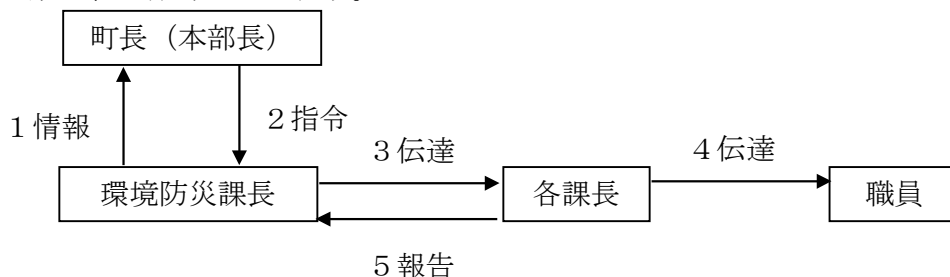 町長（本部長）
１情報
２指令
３伝達
４伝達
環境防災課長
各課長
職員
５報告